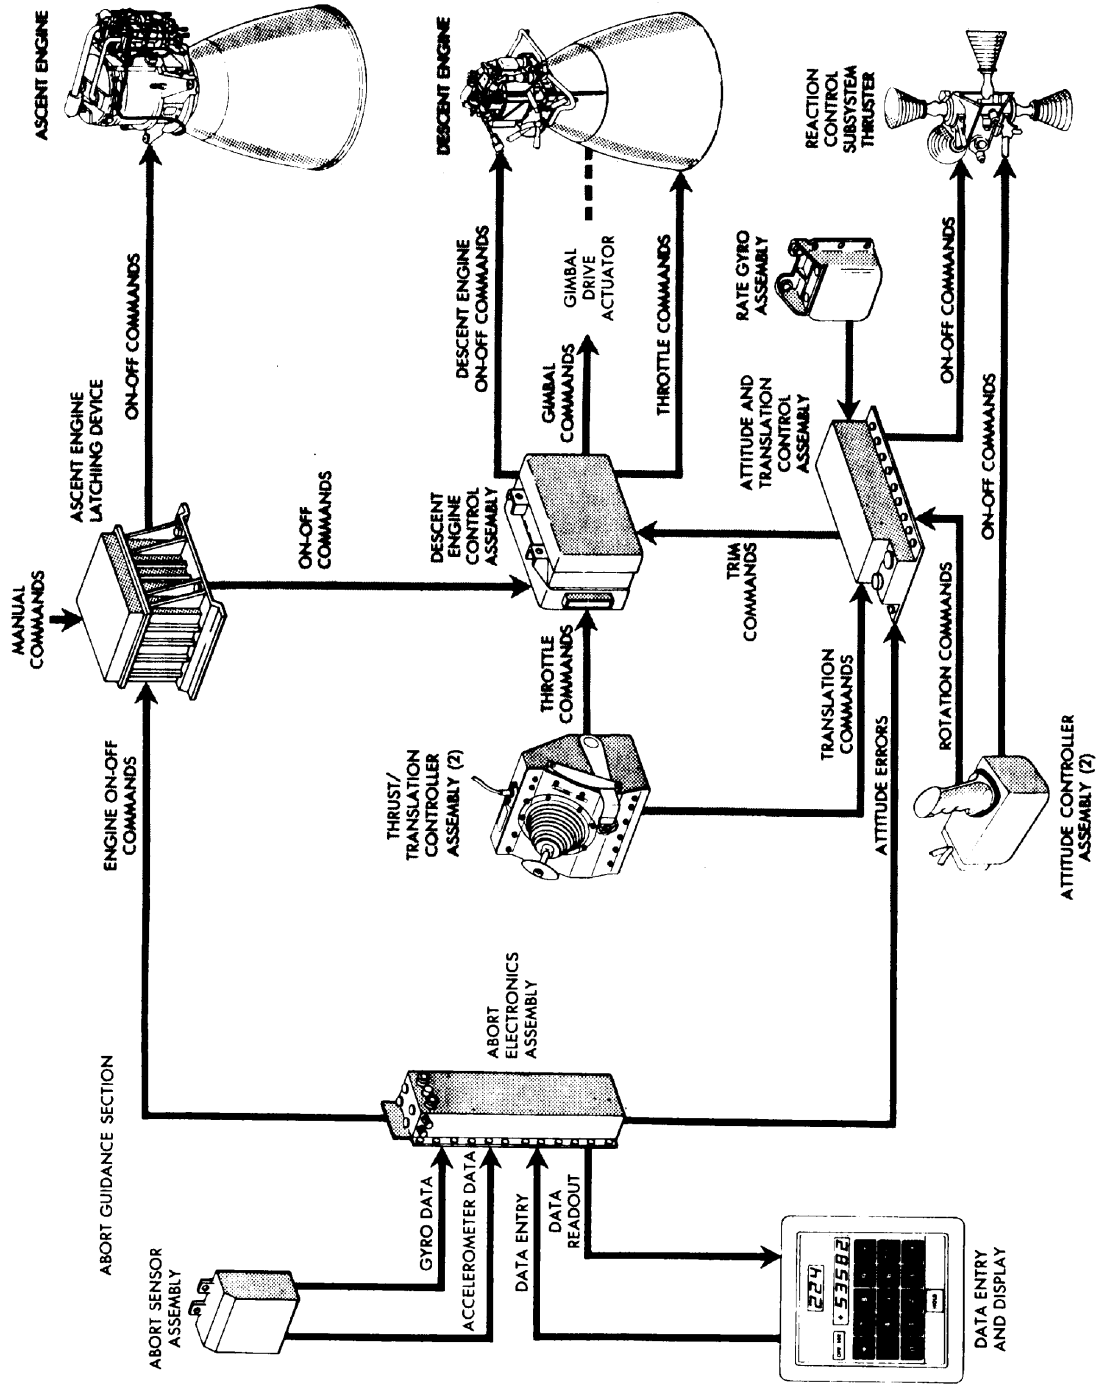 ABORT GUIDANCE SECTION
ABORT SENSOR
ASSEMBLY
GYRO DATA
ACCELEROMETER DATA
DATA ENTRY
DATA
READOUT
224
+ 53582
OPR ERR
HOLD
DATA ENTRY
AND DISPLAY
ABORT
ELECTRONICS
ASSEMBLY
ENGINE ON-OFF
COMMANDS
MANUAL
COMMANDS
ASCENT ENGINE
LATCHING DEVICE
ON-OFF COMMANDS
ASCENT ENGINE
ON-OFF
COMMANDS
THRUST/
TRANSLATION
CONTROLLER
ASSEMBLY (2)
THROTTLE
COMMANDS
DESCENT
ENGINE
CONTROL
ASSEMBLY
DESCENT ENGINE
ON-OFF COMMANDS
GIMBAL
COMMANDS
GIMBAL
DRIVE
ACTUATOR
THROTTLE COMMANDS
DESCENT ENGINE
TRIM
COMMANDS
TRANSLATION
COMMANDS
ATTITUDE ERRORS
ATTITUDE AND
TRANSLATION
CONTROL
ASSEMBLY
RATE GYRO
ASSEMBLY
REACTION
CONTROL
SUBSYSTEM
THRUSTER
ON-OFF COMMANDS
ROTATION COMMANDS
ON-OFF COMMANDS
ATTITUDE CONTROLLER
ASSEMBLY (2)